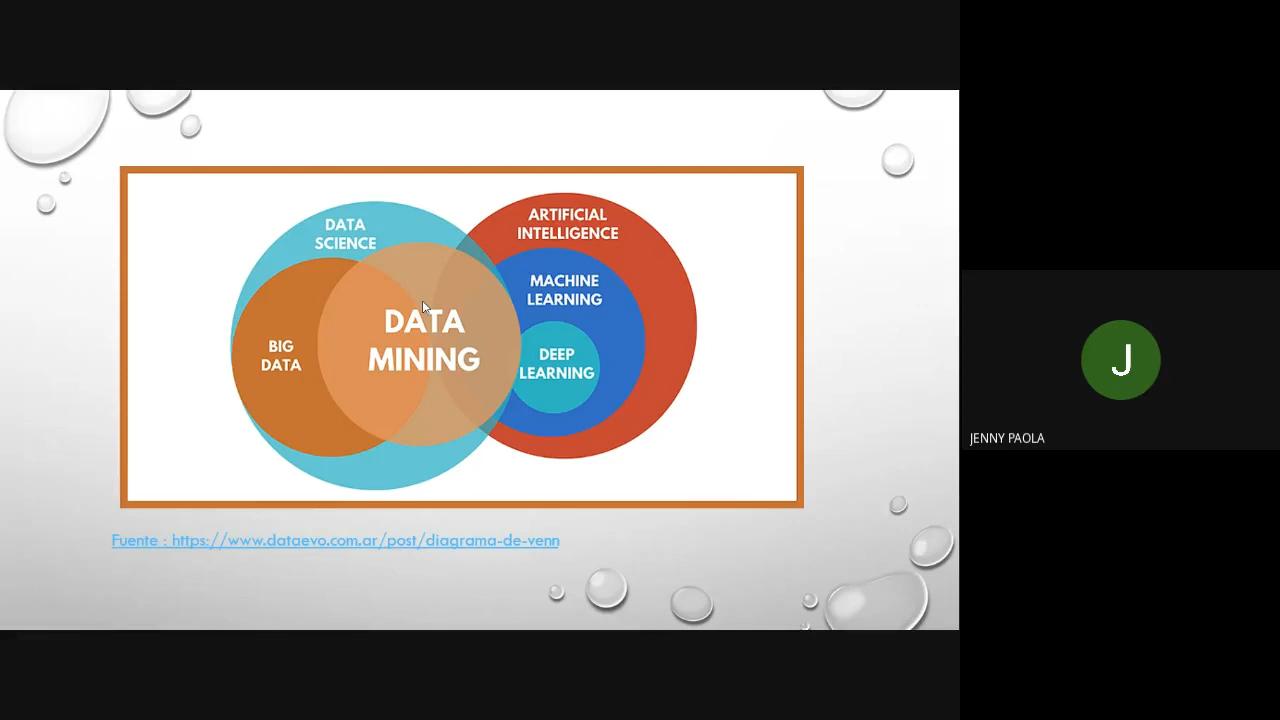 DATA
SCIENCE
ARTIFICIAL
INTELLIGENCE
MACHINE
LEARNING
DATA
MINING
BIG
DATA
DEEP
LEARNING
Fuente : https://www.dataevo.com.ar/post/diagrama-de-venn
J
JENNY PAOLA